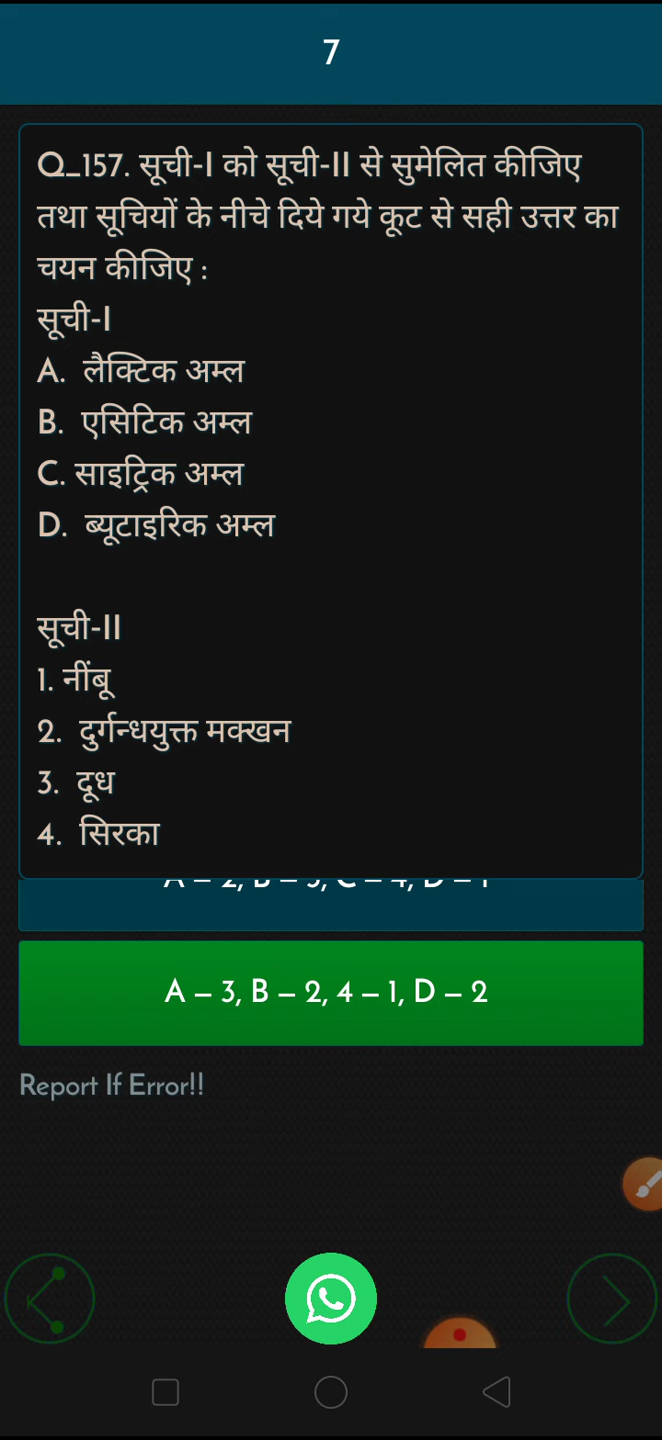 7
Q_157. सूची-I को सूची-II से सुमेलित कीजिए
तथा सूचियों के नीचे दिये गये कूट से सही उत्तर का
चयन कीजिए :
सूची-I
A. लैक्टिक अम्ल
B. एसिटिक अम्ल
C. साइट्रिक अम्ल
D. ब्यूटाइरिक अम्ल
सूची-II
1. नींबू
2. दुर्गन्धयुक्त मक्खन
3. दूध
4. सिरका
A – 3, B – 2, 4 – 1, D – 2
Report If Error!!